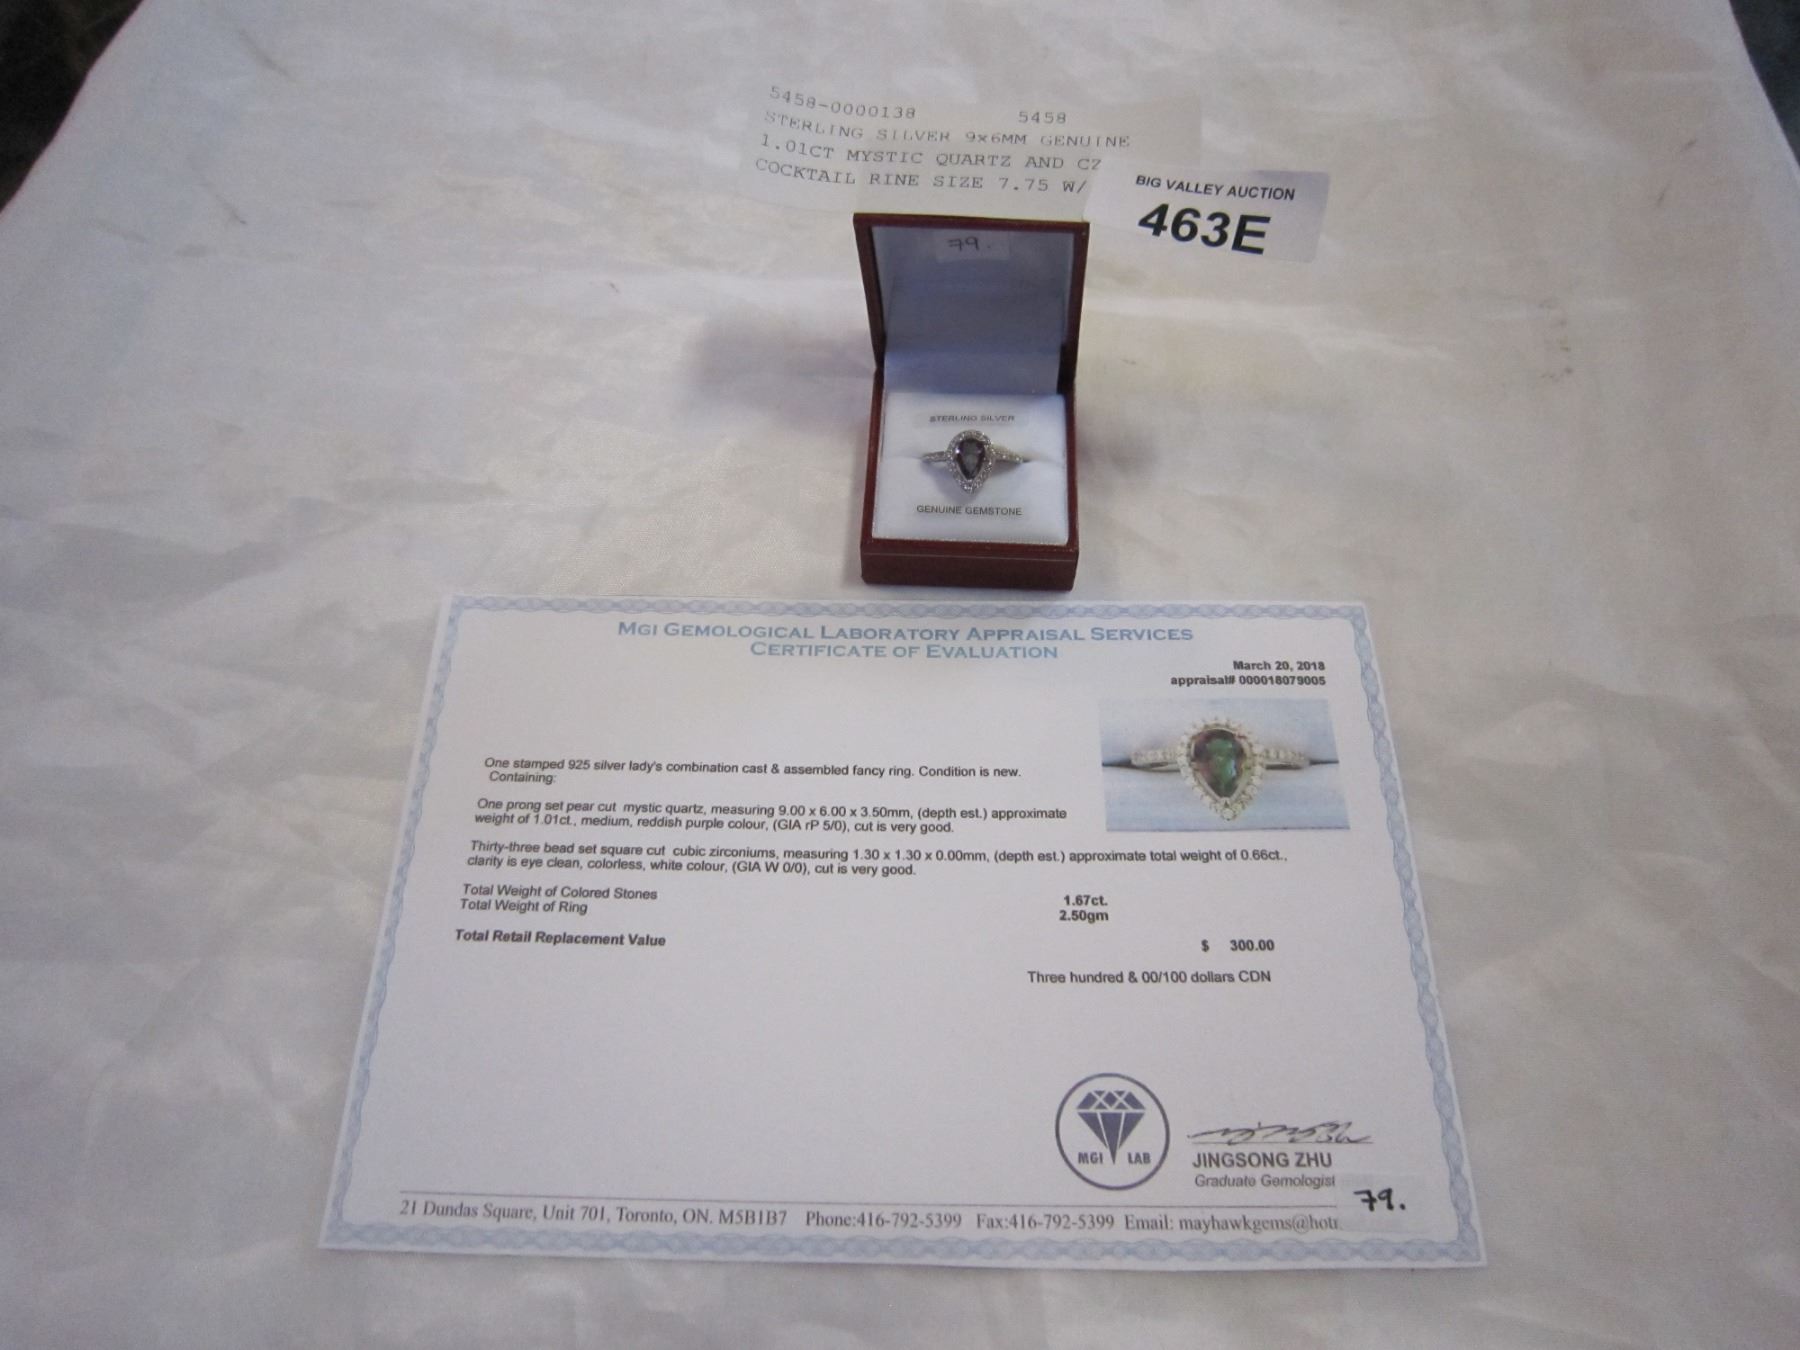 5458-0000138 5458
STERLING SILVER 9x6MM GENUINE
1.01CT MYSTIC QUARTZ AND CZ
COCKTAIL RINE SIZE 7.75 W/
BIG VALLEY AUCTION
463E
79.
STERLING SILVER
GENUINE GEMSTONE
MGI GEMOLOGICAL LABORATORY APPRAISAL SERVICES
CERTIFICATE OF EVALUATION
March 20, 2018
appraisal# 000018079005
One stamped 925 silver lady's combination cast & assembled fancy ring. Condition is new.
Containing:
One prong set pear cut mystic quartz, measuring 9.00 x 6.00 x 3.50mm, (depth est.) approximate
weight of 1.01ct., medium, reddish purple colour, (GIA rP 5/0), cut is very good.
Thirty-three bead set square cut cubic zirconiums, measuring 1.30 x 1.30 x 0.00mm, (depth est.) approximate total weight of 0.66ct.,
clarity is eye clean, colorless, white colour, (GIA W 0/0), cut is very good.
Total Weight of Colored Stones 1.67ct.
Total Weight of Ring 2.50gm
Total Retail Replacement Value $ 300.00
Three hundred & 00/100 dollars CDN
MGI LAB
JINGSONG ZHU
Graduate Gemologist
79.
21 Dundas Square, Unit 701, Toronto, ON. M5B1B7 Phone:416-792-5399 Fax:416-792-5399 Email: mayhawkgems@hotr